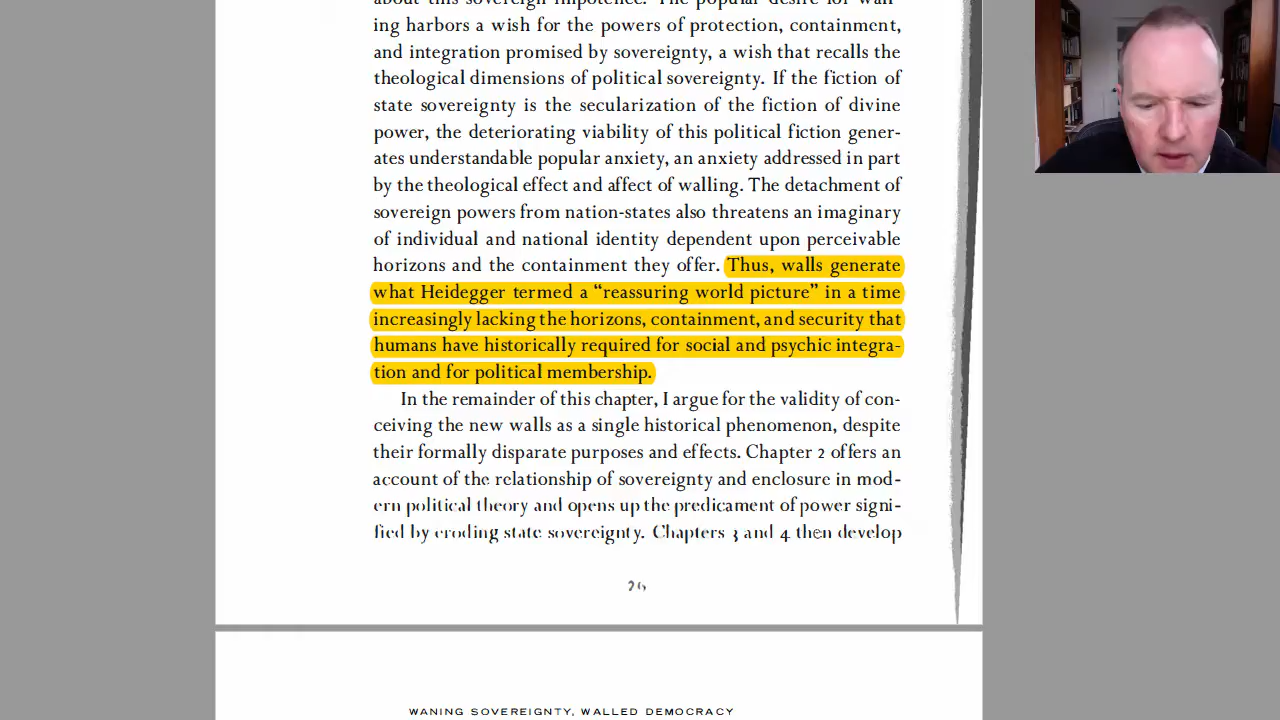 about this sovereign impotence. The popular desire for wall-
ing harbors a wish for the powers of protection, containment,
and integration promised by sovereignty, a wish that recalls the
theological dimensions of political sovereignty. If the fiction of
state sovereignty is the secularization of the fiction of divine
power, the deteriorating viability of this political fiction gener-
ates understandable popular anxiety, an anxiety addressed in part
by the theological effect and affect of walling. The detachment of
sovereign powers from nation-states also threatens an imaginary
of individual and national identity dependent upon perceivable
horizons and the containment they offer. Thus, walls generate
what Heidegger termed a “reassuring world picture” in a time
increasingly lacking the horizons, containment, and security that
humans have historically required for social and psychic integra-
tion and for political membership.
In the remainder of this chapter, I argue for the validity of con-
ceiving the new walls as a single historical phenomenon, despite
their formally disparate purposes and effects. Chapter 2 offers an
account of the relationship of sovereignty and enclosure in mod-
ern political theory and opens up the predicament of power signi-
fied by eroding state sovereignty. Chapters 3 and 4 then develop
26
WANING SOVEREIGNTY, WALLED DEMOCRACY